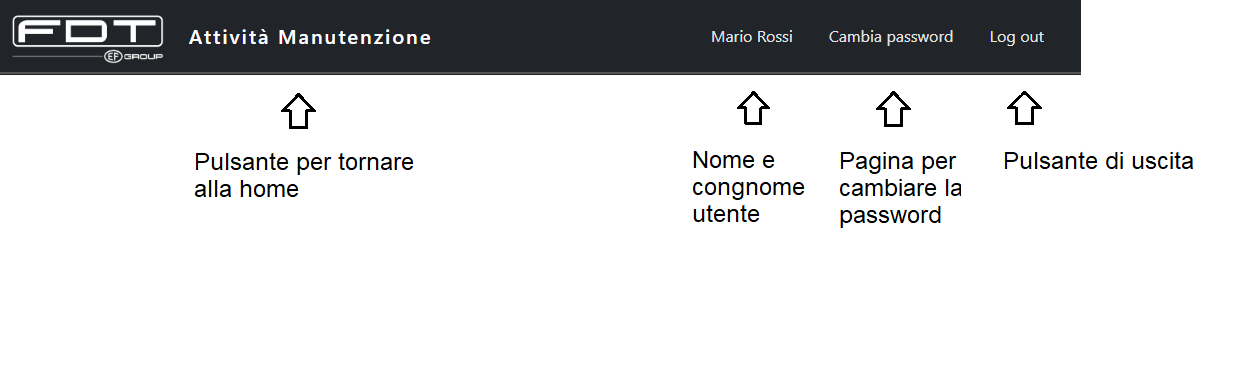 FDT
EF GROUP
Attività Manutenzione
Mario Rossi
Cambia password
Log out
Pulsante per tornare
alla home
Nome e
congnome
utente
Pagina per
cambiare la
password
Pulsante di uscita